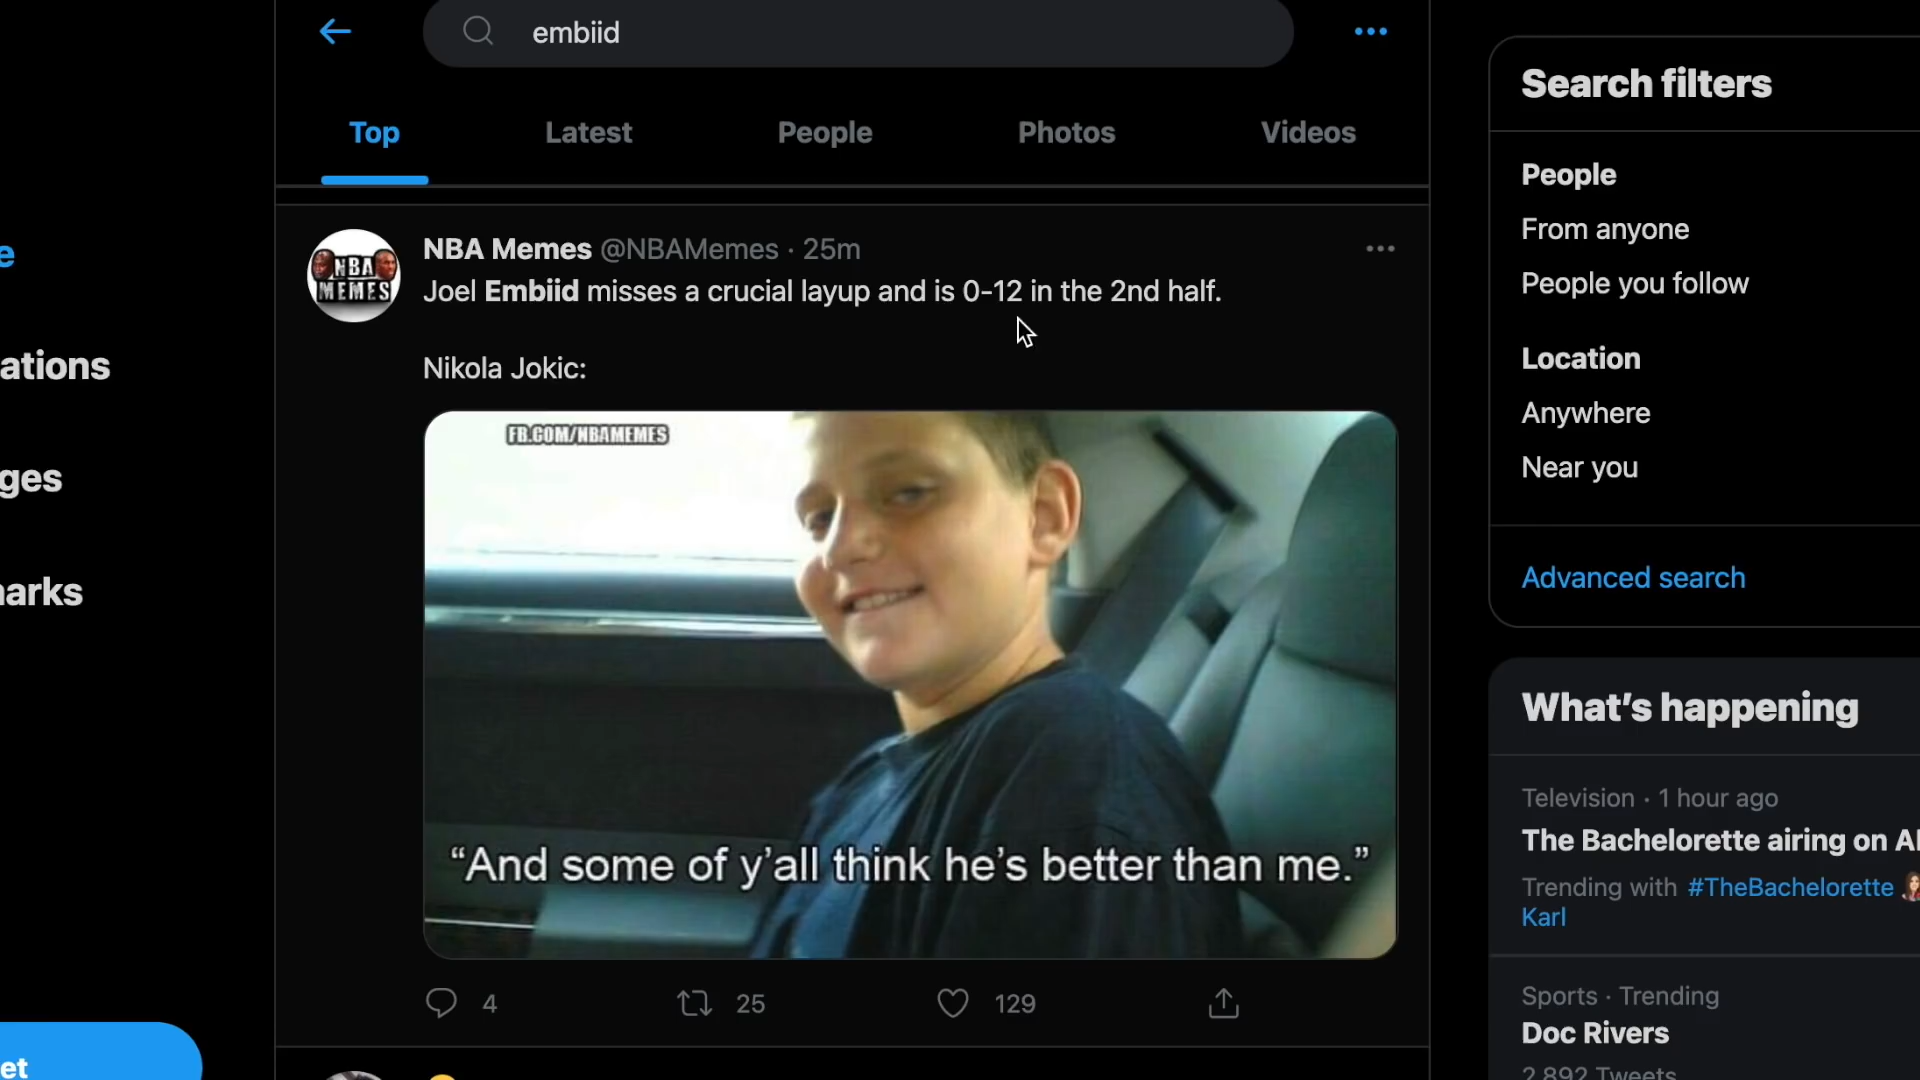 embiid
Top
Latest
People
Photos
Videos
NBA Memes @NBAMemes · 25m
Joel Embiid misses a crucial layup and is 0-12 in the 2nd half.
Nikola Jokic:
NBA
MEMES
FB.COM/NBAMEMES
“And some of y’all think he’s better than me.”
4
25
129
e
ations
ges
arks
et
Search filters
People
From anyone
People you follow
Location
Anywhere
Near you
Advanced search
What’s happening
Television · 1 hour ago
The Bachelorette airing on A
Trending with #TheBachelorette
Karl
Sports · Trending
Doc Rivers
2,892 Tweets